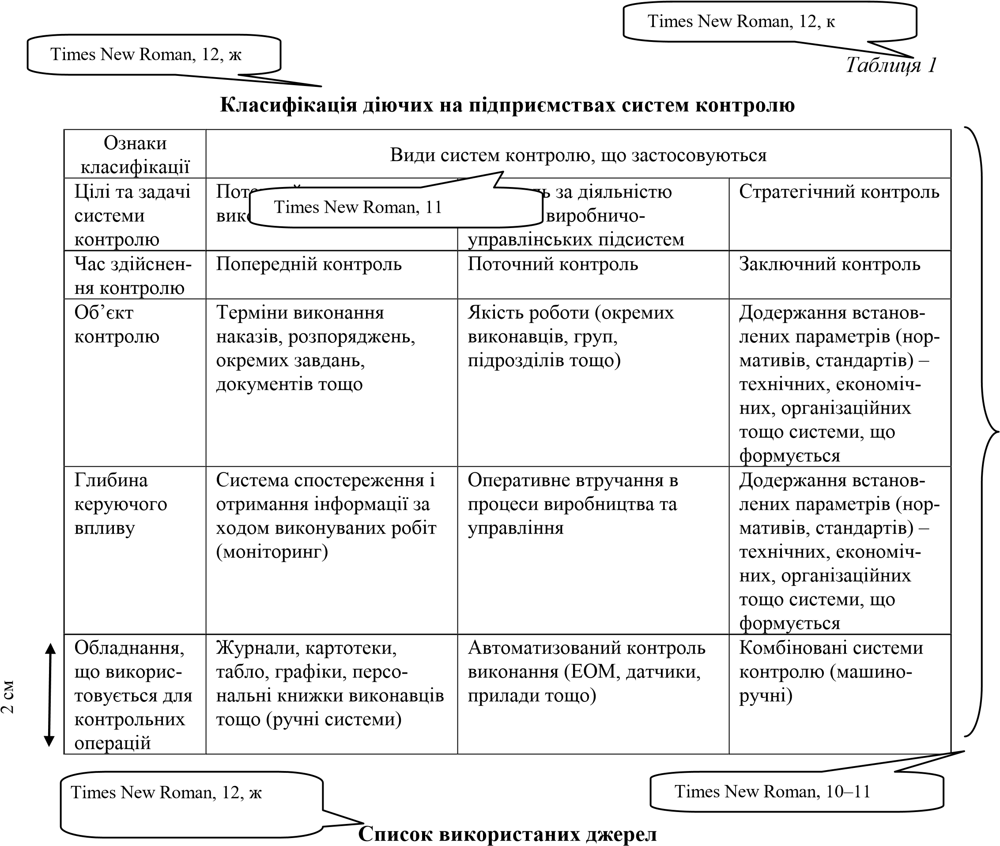 Times New Roman, 12, к
Times New Roman, 12, ж
Таблиця 1
Класифікація діючих на підприємствах систем контролю
Ознаки
класифікації
Види систем контролю, що застосовуються
Цілі та задачі
системи
контролю
Times New Roman, 11
за діяльністю
виробничо-
управлінських підсистем
Стратегічний контроль
Час здійснен-
ня контролю
Попередній контроль
Поточний контроль
Заключний контроль
Об’єкт
контролю
Терміни виконання
наказів, розпоряджень,
окремих завдань,
документів тощо
Якість роботи (окремих
виконавців, груп,
підрозділів тощо)
Додержання встанов-
лених параметрів (нор-
мативів, стандартів) –
технічних, економіч-
них, організаційних
тощо системи, що
формується
Глибина
керуючого
впливу
Система спостереження і
отримання інформації за
ходом виконуваних робіт
(моніторинг)
Оперативне втручання в
процеси виробництва та
управління
Додержання встанов-
лених параметрів (нор-
мативів, стандартів) –
технічних, економіч-
них, організаційних
тощо системи, що
формується
2 см
Обладнання,
що викорис-
товується для
контрольних
операцій
Журнали, картотеки,
табло, графіки, персо-
нальні книжки виконавців
тощо (ручні системи)
Автоматизований контроль
виконання (ЕОМ, датчики,
прилади тощо)
Комбіновані системи
контролю (машино-
ручні)
Times New Roman, 12, ж
Times New Roman, 10–11
Список використаних джерел